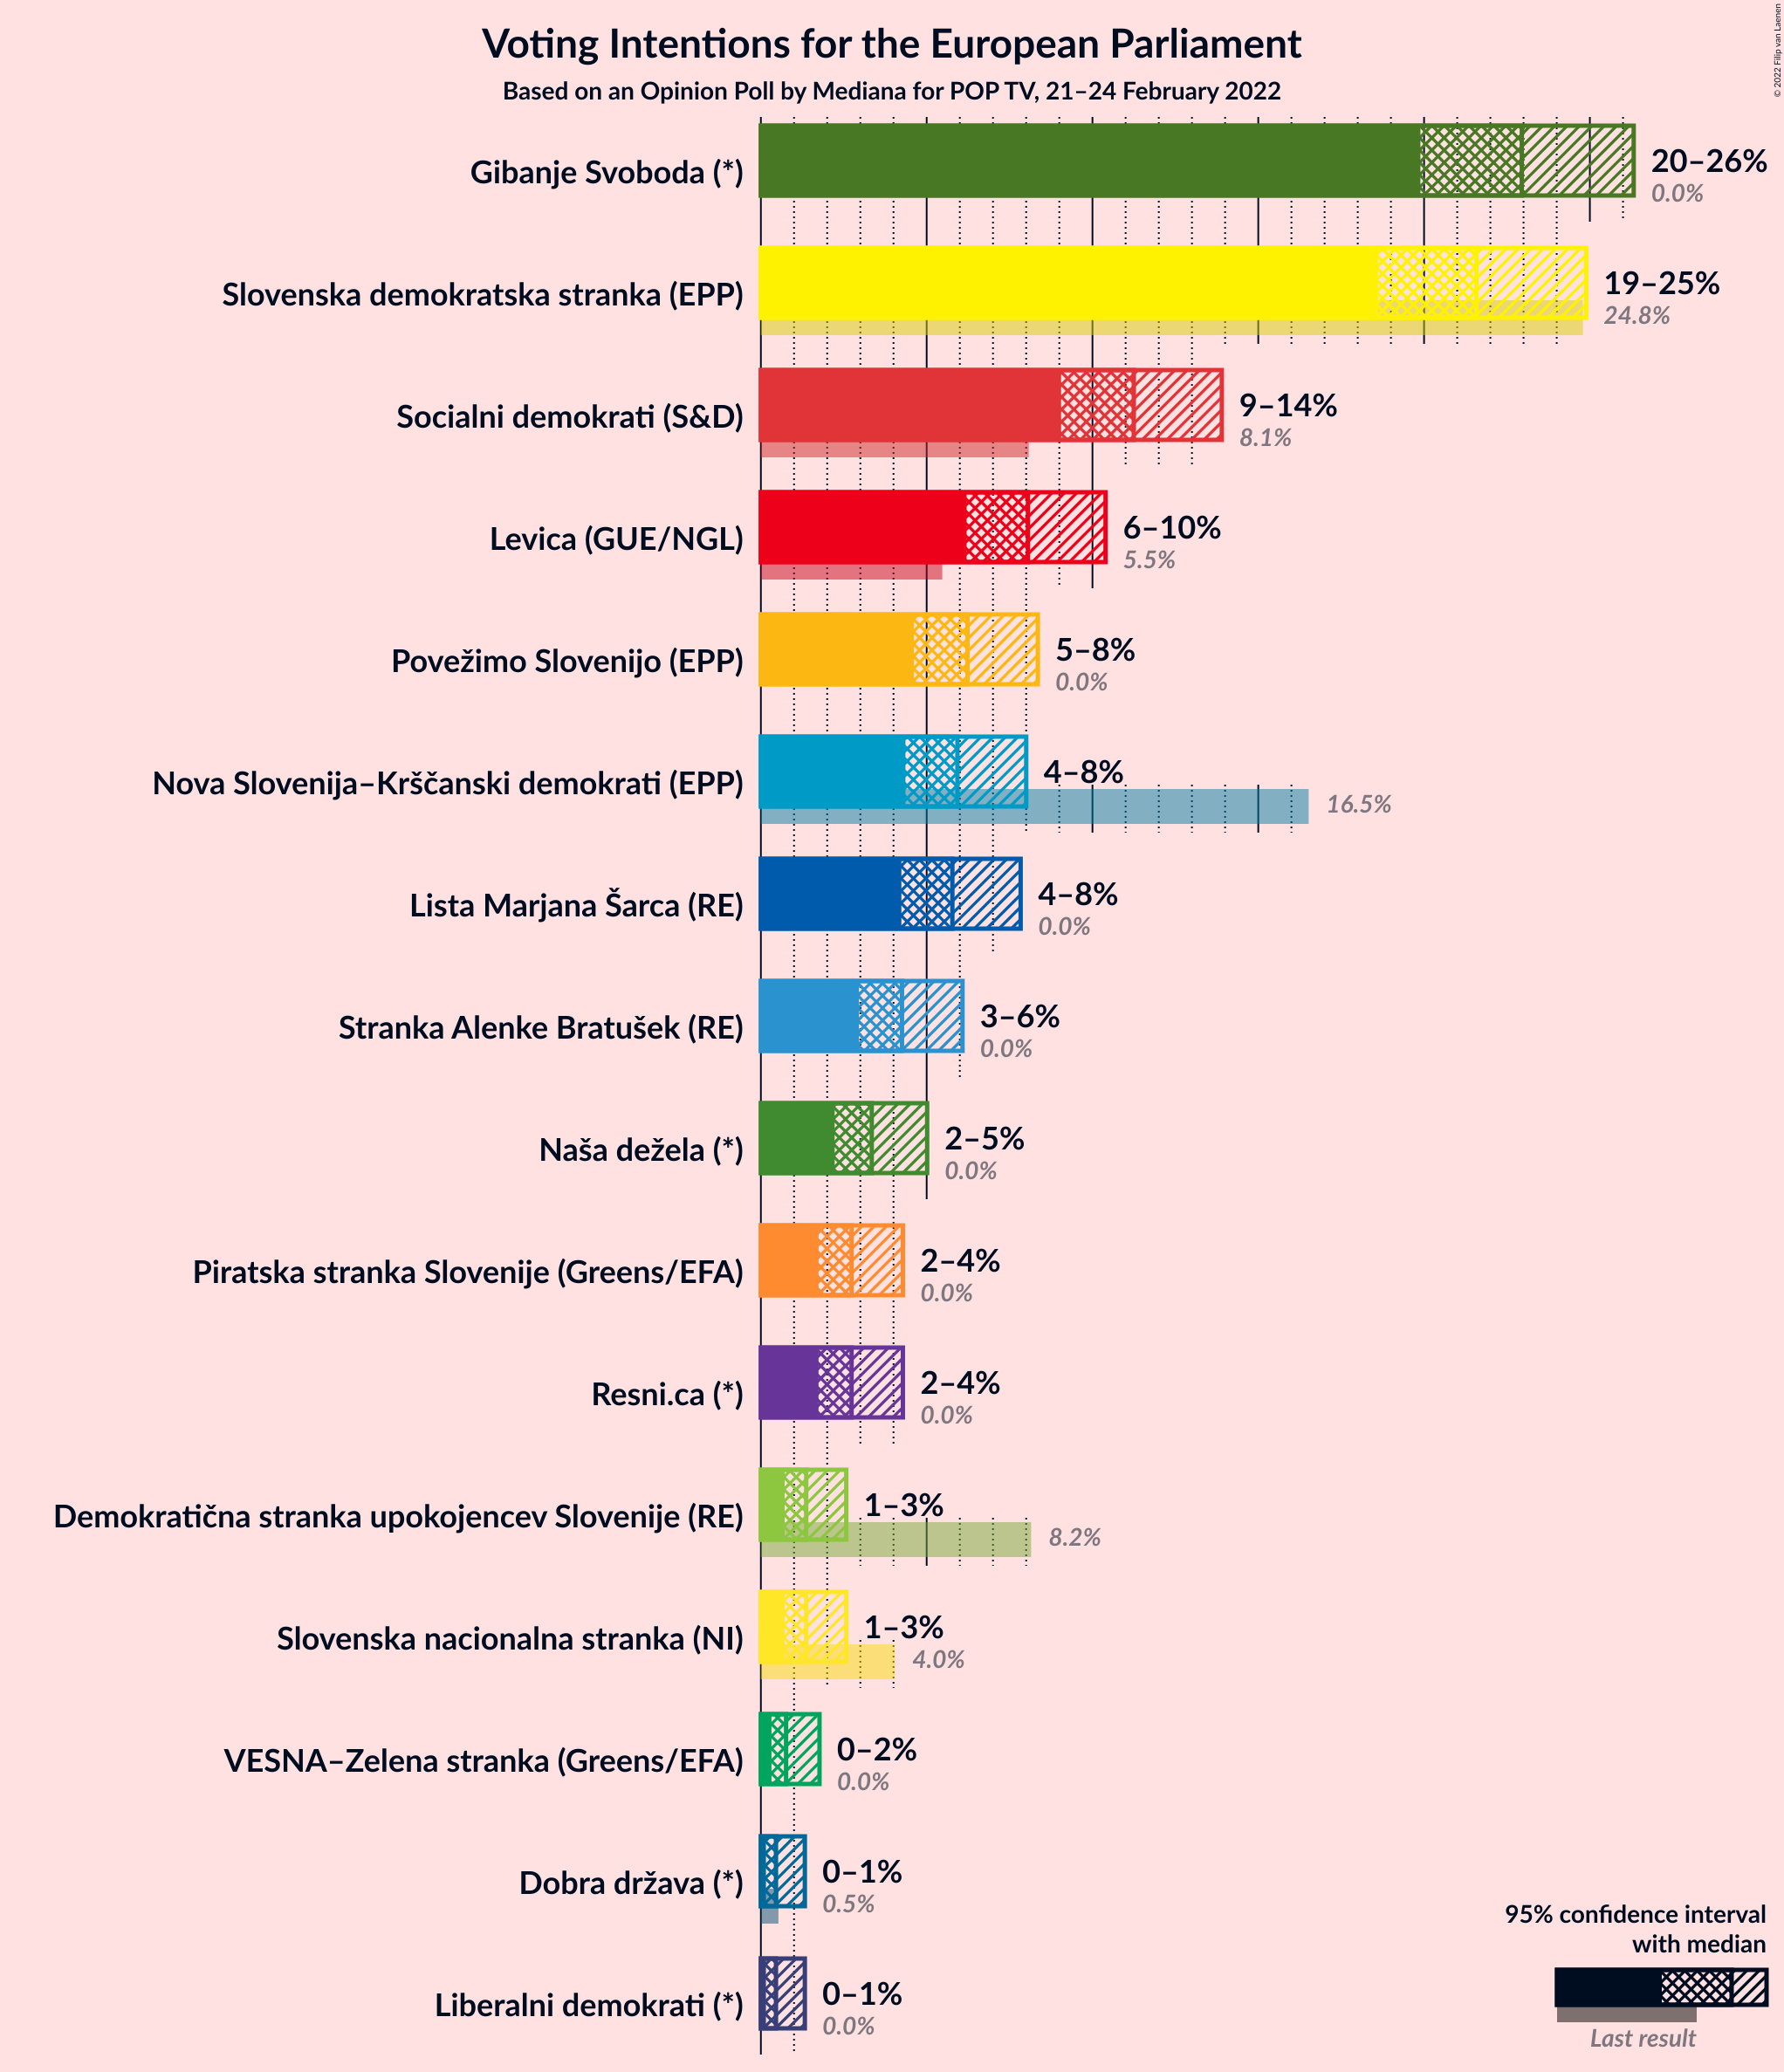 Voting Intentions for the European Parliament
Based on an Opinion Poll by Mediana for POP TV, 21–24 February 2022
© 2022 Filip van Laenen
Gibanje Svoboda (*)
20–26%
0.0%
Slovenska demokratska stranka (EPP)
19–25%
24.8%
Socialni demokrati (S&D)
9–14%
8.1%
Levica (GUE/NGL)
6–10%
5.5%
Povežimo Slovenijo (EPP)
5–8%
0.0%
Nova Slovenija–Krščanski demokrati (EPP)
4–8%
16.5%
Lista Marjana Šarca (RE)
4–8%
0.0%
Stranka Alenke Bratušek (RE)
3–6%
0.0%
Naša dežela (*)
2–5%
0.0%
Piratska stranka Slovenije (Greens/EFA)
2–4%
0.0%
Resni.ca (*)
2–4%
0.0%
Demokratična stranka upokojencev Slovenije (RE)
1–3%
8.2%
Slovenska nacionalna stranka (NI)
1–3%
4.0%
VESNA–Zelena stranka (Greens/EFA)
0–2%
0.0%
Dobra država (*)
0–1%
0.5%
Liberalni demokrati (*)
0–1%
0.0%
95% confidence interval
with median
Last result